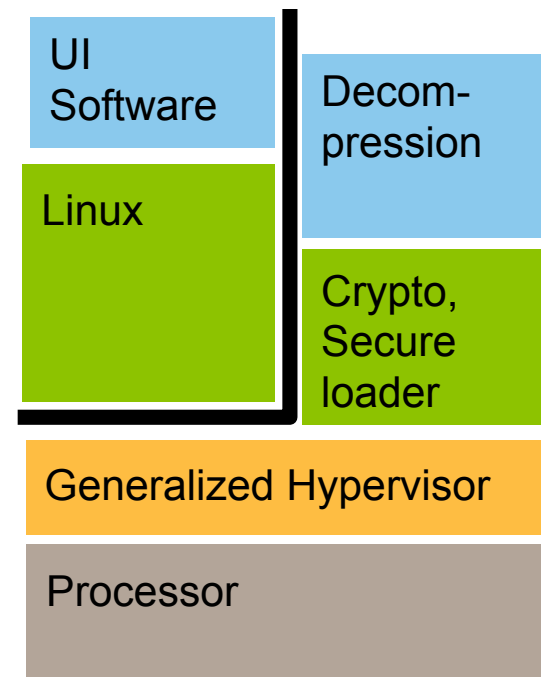 UI
Software
Linux
Decom-
pression
Crypto,
Secure
loader
Generalized Hypervisor
Processor